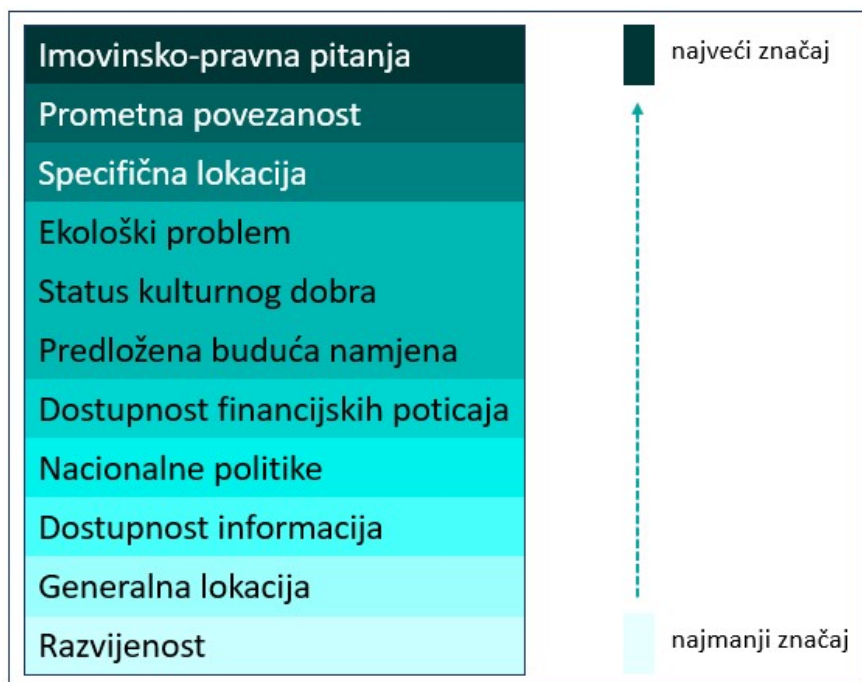 Imovinsko-pravna pitanja
Prometna povezanost
Specifična lokacija
Ekološki problem
Status kulturnog dobra
Predložena buduća namjena
Dostupnost financijskih poticaja
Nacionalne politike
Dostupnost informacija
Generalna lokacija
Razvijenost
najveći značaj
najmanji značaj